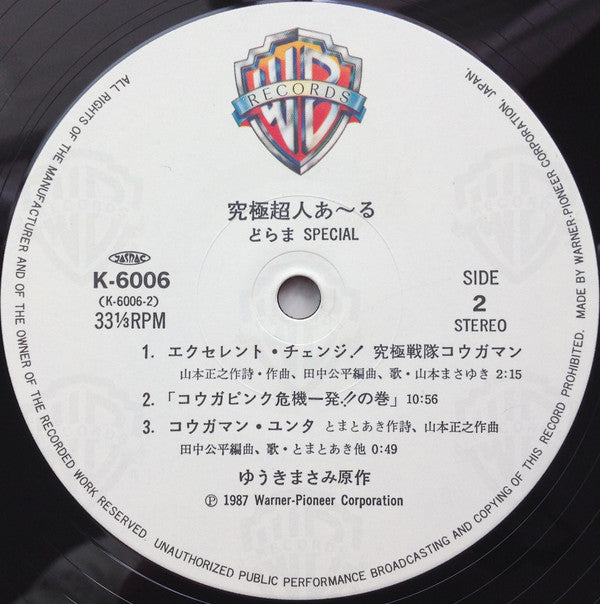 WB
RECORDS
究極超人あ〜る
どらま SPECIAL
JASRAC
K-6006
(K-6006-2)
33⅓RPM
SIDE
2
STEREO
1. エクセレント・チェンジ! 究極戦隊コウガマン
山本正之作詩・作曲、田中公平編曲、歌・山本まさゆき 2:15
2. 「コウガピンク危機一発!!の巻」 10:56
3. コウガマン・ユンタ とまとあき作詩、山本正之作曲
田中公平編曲、歌・とまとあき他 0:49
ゆうきまさみ原作
Ⓟ 1987 Warner-Pioneer Corporation
ALL RIGHTS OF THE MANUFACTURER AND OF THE OWNER OF THE RECORDED WORK RESERVED. UNAUTHORIZED PUBLIC PERFORMANCE BROADCASTING AND COPYING OF THIS RECORD PROHIBITED. MADE BY WARNER-PIONEER CORPORATION, JAPAN.